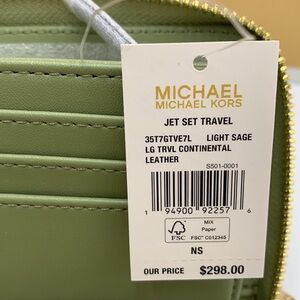 MICHAEL
MICHAEL KORS
JET SET TRAVEL
35T7GTVE7L LIGHT SAGE
LG TRVL CONTINENTAL
LEATHER
S501-0001
1 94900 92257 6
FSC
MIX
Paper
FSC® C012345
NS
OUR PRICE $298.00